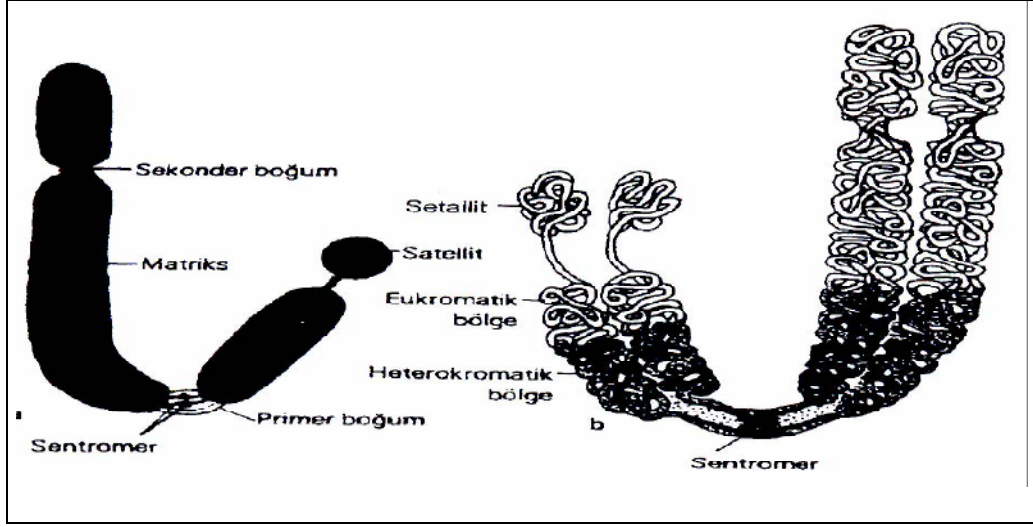 Sekonder boğum
Matriks
Satellit
Primer boğum
Sentromer
Setallit
Eukromatik
bölge
Heterokromatik
bölge
b
Sentromer